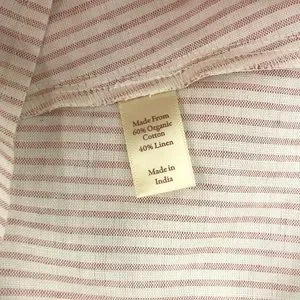 Made From
60% Organic
Cotton
40% Linen
Made in
India